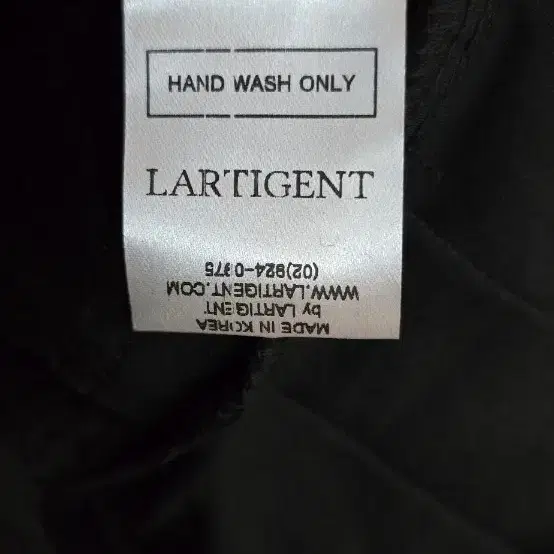 HAND WASH ONLY
LARTIGENT
MADE IN KOREA
by LARTIGENT.
WWW.LARTIGENT.COM